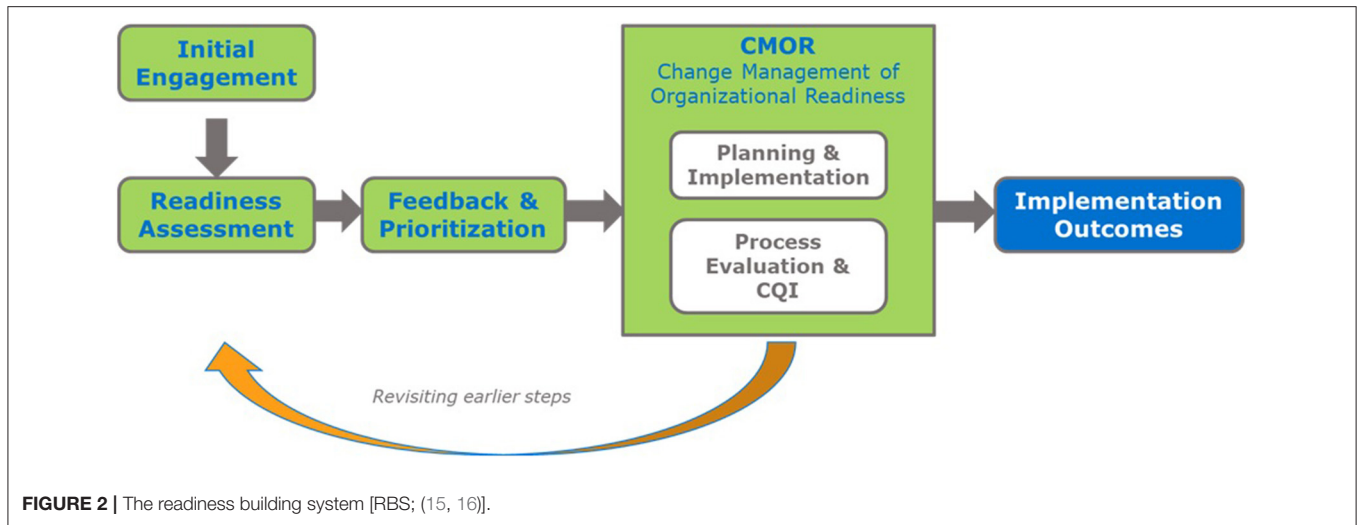 Initial
Engagement
Readiness
Assessment
Feedback &
Prioritization
CMOR
Change Management of
Organizational Readiness
Planning &
Implementation
Process
Evaluation &
CQI
Implementation
Outcomes
Revisiting earlier steps
FIGURE 2 | The readiness building system [RBS; (15, 16)].